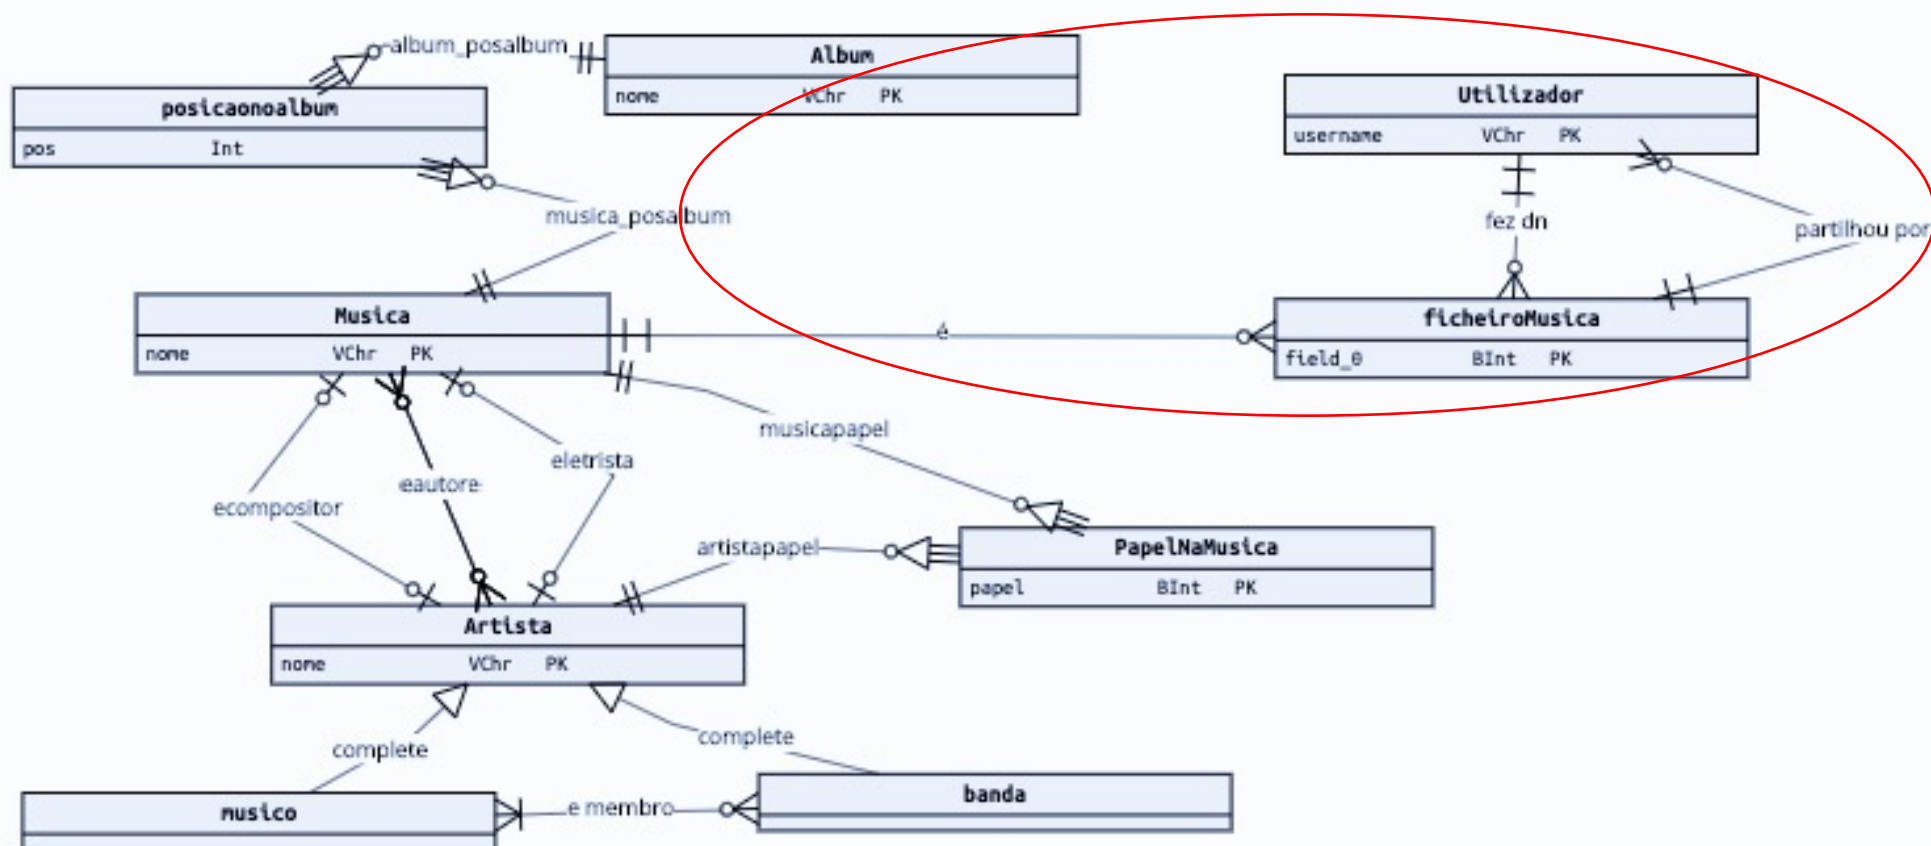 album_posalbum
Album
nome VChr PK
posicaonoalbum
pos Int
Utilizador
username VChr PK
musica_posalbum
fez dn
partilhou por
Musica
nome VChr PK
é
ficheiroMusica
field_0 BInt PK
musicapapel
eletrista
eautore
ecompositor
artistapapel
PapelNaMusica
papel BInt PK
Artista
nome VChr PK
complete
complete
musico
e membro
banda